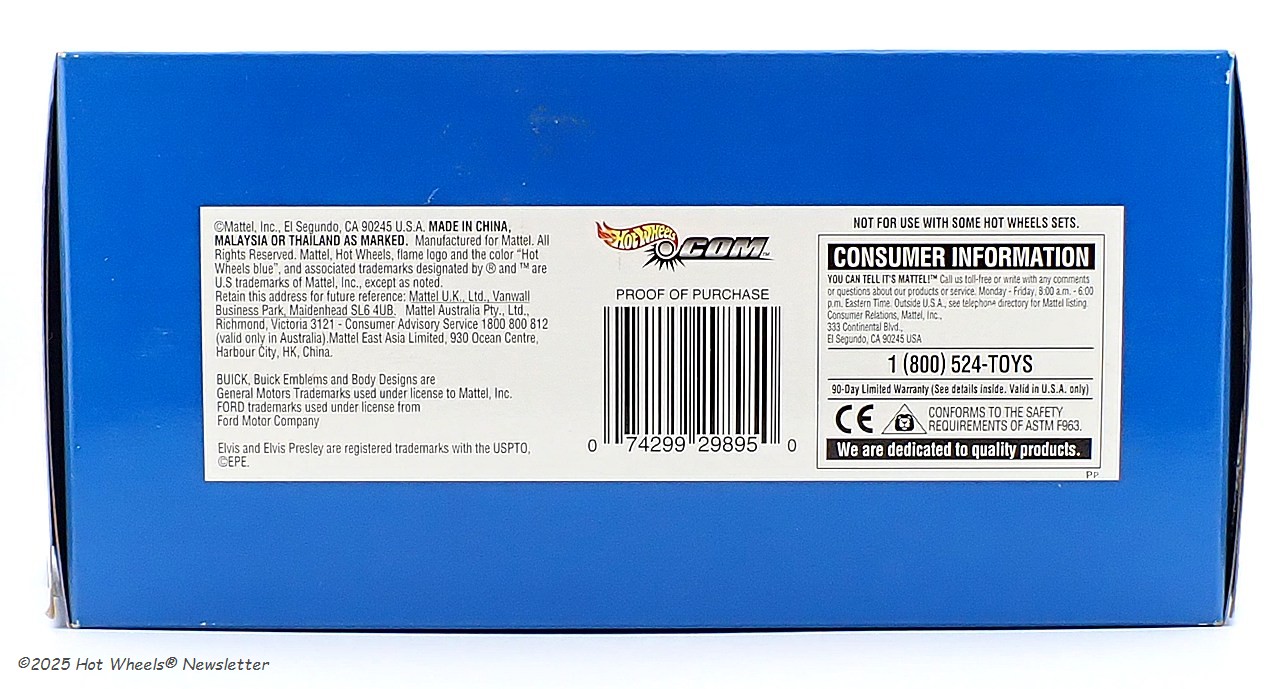 ©Mattel, Inc., El Segundo, CA 90245 U.S.A. MADE IN CHINA,
MALAYSIA OR THAILAND AS MARKED. Manufactured for Mattel. All
Rights Reserved. Mattel, Hot Wheels, flame logo and the color "Hot
Wheels blue", and associated trademarks designated by ® and ™ are
U.S trademarks of Mattel, Inc., except as noted.
Retain this address for future reference: Mattel U.K., Ltd., Vanwall
Business Park, Maidenhead SL6 4UB. Mattel Australia Pty., Ltd.,
Richmond, Victoria 3121 - Consumer Advisory Service 1800 800 812
(valid only in Australia).Mattel East Asia Limited, 930 Ocean Centre,
Harbour City, HK, China.
BUICK, Buick Emblems and Body Designs are
General Motors Trademarks used under license to Mattel, Inc.
FORD trademarks used under license from
Ford Motor Company
Elvis and Elvis Presley are registered trademarks with the USPTO,
©EPE.
HOT WHEELS .COM™
PROOF OF PURCHASE
0 74299 29895 0
NOT FOR USE WITH SOME HOT WHEELS SETS.
CONSUMER INFORMATION
YOU CAN TELL IT'S MATTEL!™ Call us toll-free or write with any comments
or questions about our products or service. Monday - Friday, 8:00 a.m. - 6:00
p.m. Eastern Time. Outside U.S.A., see telephone directory for Mattel listing.
Consumer Relations, Mattel, Inc.,
333 Continental Blvd.,
El Segundo, CA 90245 USA
1 (800) 524-TOYS
90-Day Limited Warranty (See details inside. Valid in U.S.A. only)
CE
CONFORMS TO THE SAFETY
REQUIREMENTS OF ASTM F963.
We are dedicated to quality products.
PP
©2025 Hot Wheels® Newsletter